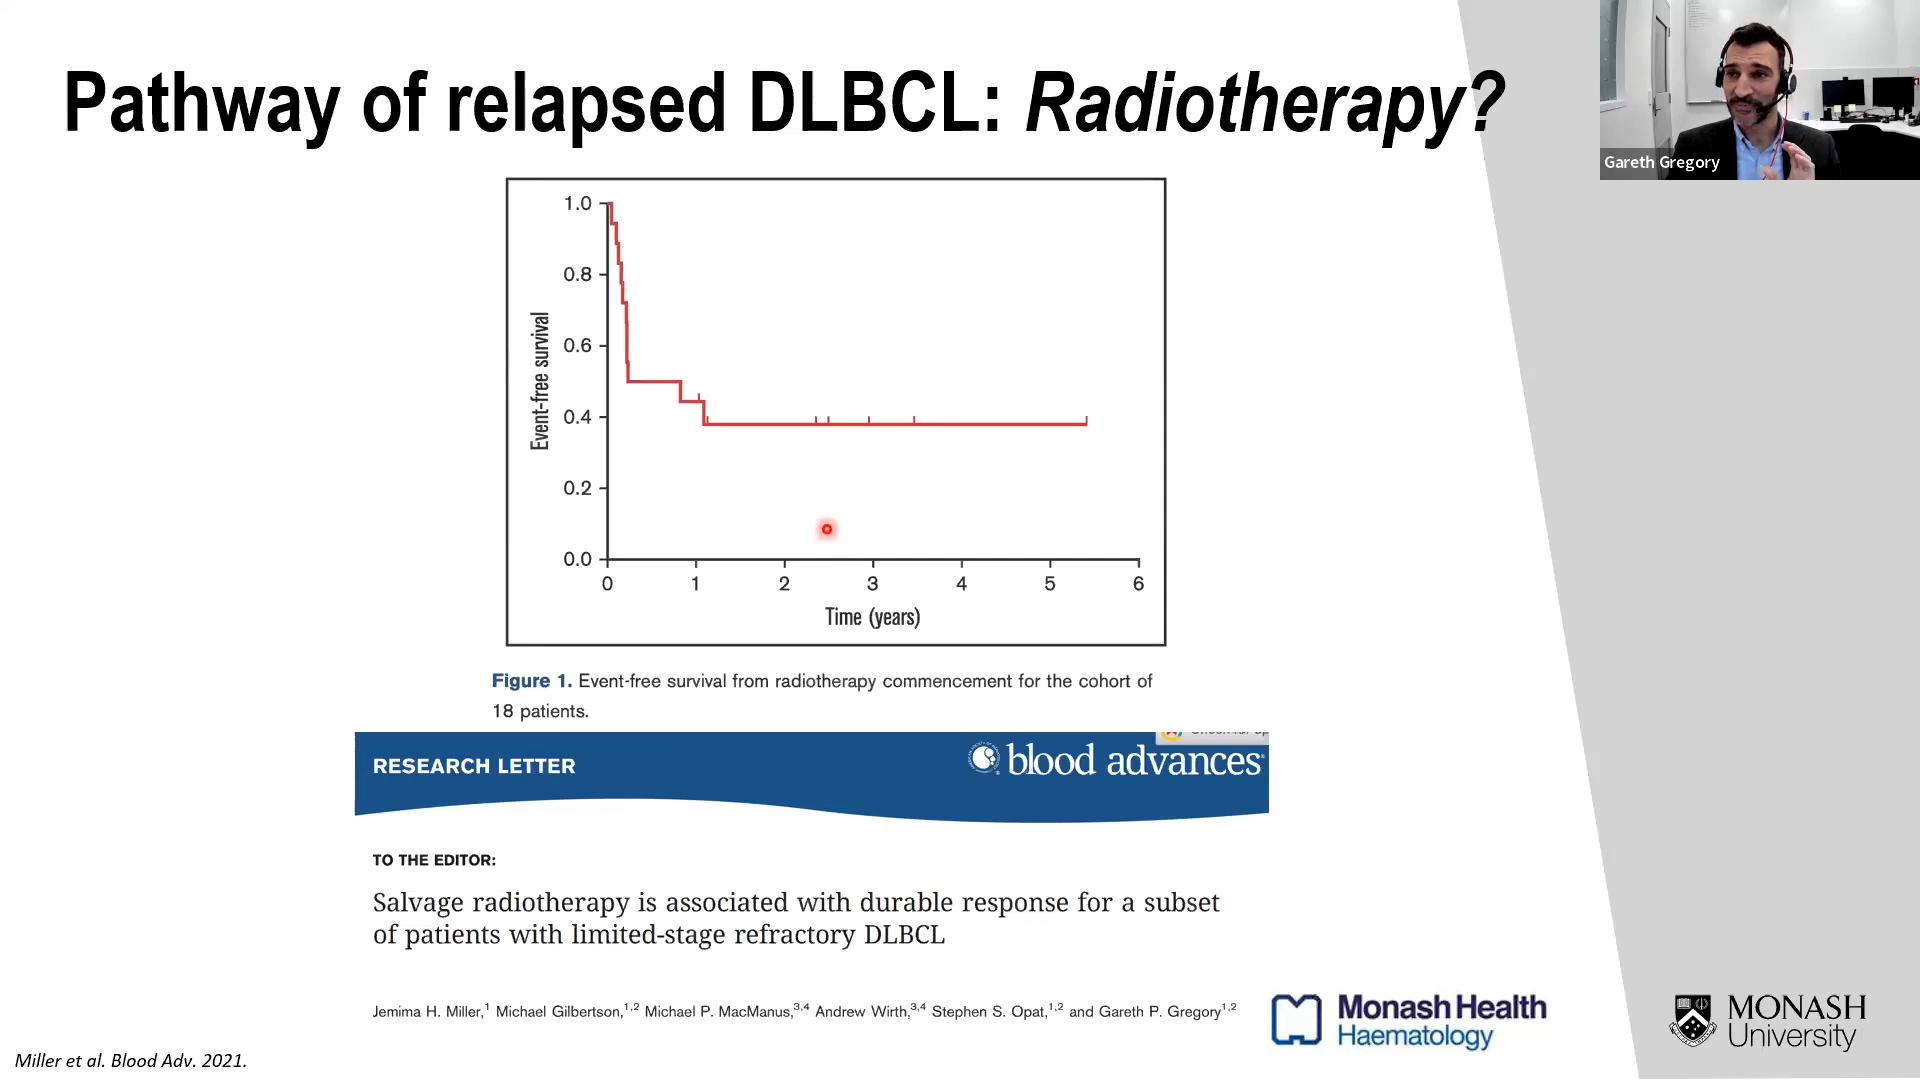 Pathway of relapsed DLBCL: Radiotherapy?
Gareth Gregory
1.0
0.8
0.6
0.4
0.2
0.0
Event-free survival
0 1 2 3 4 5 6
Time (years)
Figure 1. Event-free survival from radiotherapy commencement for the cohort of
18 patients.
RESEARCH LETTER
blood advances
TO THE EDITOR:
Salvage radiotherapy is associated with durable response for a subset
of patients with limited-stage refractory DLBCL
Jemima H. Miller,1 Michael Gilbertson,1,2 Michael P. MacManus,3,4 Andrew Wirth,3,4 Stephen S. Opat,1,2 and Gareth P. Gregory1,2
Monash Health
Haematology
MONASH
University
Miller et al. Blood Adv. 2021.